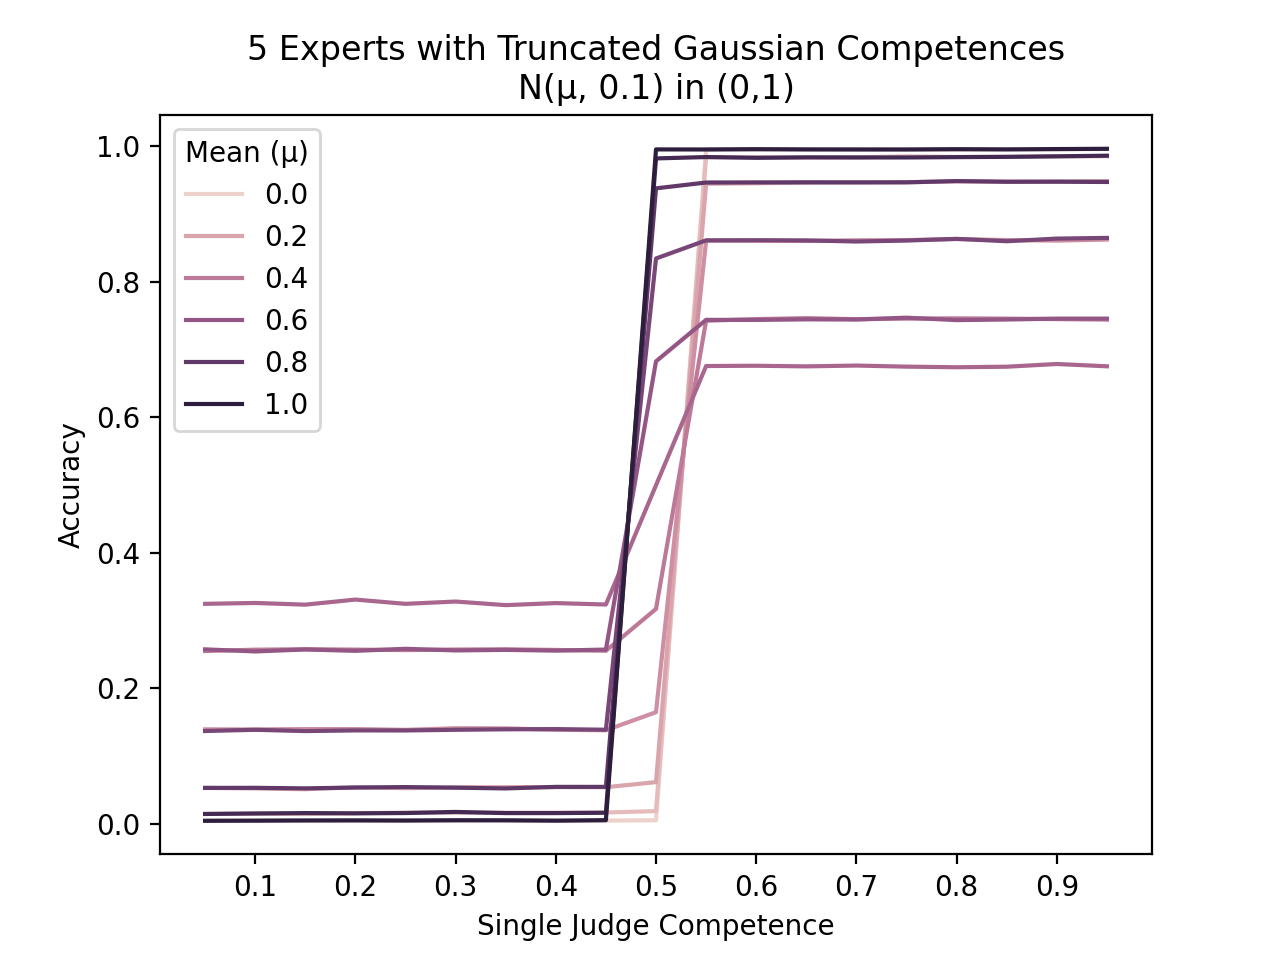 5 Experts with Truncated Gaussian Competences
N(μ, 0.1) in (0,1)
Mean (μ)
0.0
0.2
0.4
0.6
0.8
1.0
Accuracy
1.0
0.8
0.6
0.4
0.2
0.0
0.1 0.2 0.3 0.4 0.5 0.6 0.7 0.8 0.9
Single Judge Competence